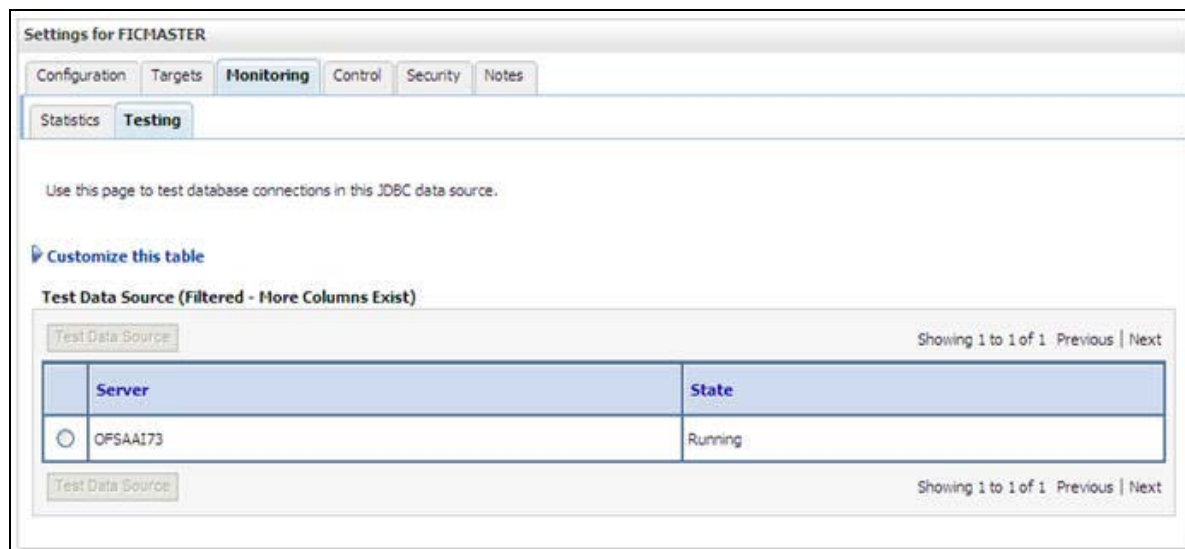 Settings for FICMASTER
Configuration Targets Monitoring Control Security Notes
Statistics Testing
Use this page to test database connections in this JDBC data source.
Customize this table
Test Data Source (Filtered - More Columns Exist)
Test Data Source Showing 1 to 1 of 1 Previous | Next
Server State
OFSAAI73 Running
Test Data Source Showing 1 to 1 of 1 Previous | Next